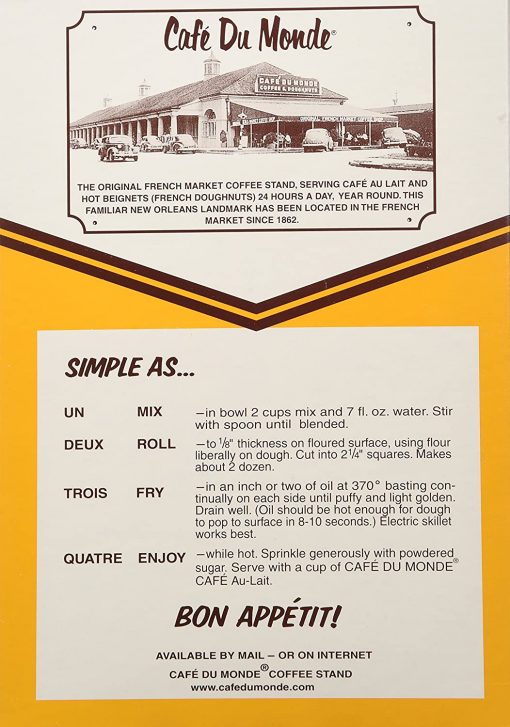 Café Du Monde®
CAFÉ DU MONDE
COFFEE & DOUGHNUTS
ORIGINAL FRENCH MARKET COFFEE STAND
THE ORIGINAL FRENCH MARKET COFFEE STAND, SERVING CAFÉ AU LAIT AND
HOT BEIGNETS (FRENCH DOUGHNUTS) 24 HOURS A DAY, YEAR ROUND. THIS
FAMILIAR NEW ORLEANS LANDMARK HAS BEEN LOCATED IN THE FRENCH
MARKET SINCE 1862.
SIMPLE AS...
UN MIX –in bowl 2 cups mix and 7 fl. oz. water. Stir
with spoon until blended.
DEUX ROLL –to 1/8" thickness on floured surface, using flour
liberally on dough. Cut into 2 1/4" squares. Makes
about 2 dozen.
TROIS FRY –in an inch or two of oil at 370° basting con-
tinually on each side until puffy and light golden.
Drain well. (Oil should be hot enough for dough
to pop to surface in 8-10 seconds.) Electric skillet
works best.
QUATRE ENJOY –while hot. Sprinkle generously with powdered
sugar. Serve with a cup of CAFÉ DU MONDE®
CAFÉ Au-Lait.
BON APPÉTIT!
AVAILABLE BY MAIL – OR ON INTERNET
CAFÉ DU MONDE® COFFEE STAND
www.cafedumonde.com